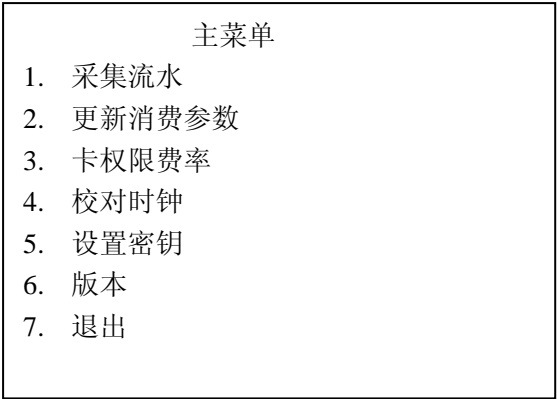 主菜单
1. 采集流水
2. 更新消费参数
3. 卡权限费率
4. 校对时钟
5. 设置密钥
6. 版本
7. 退出